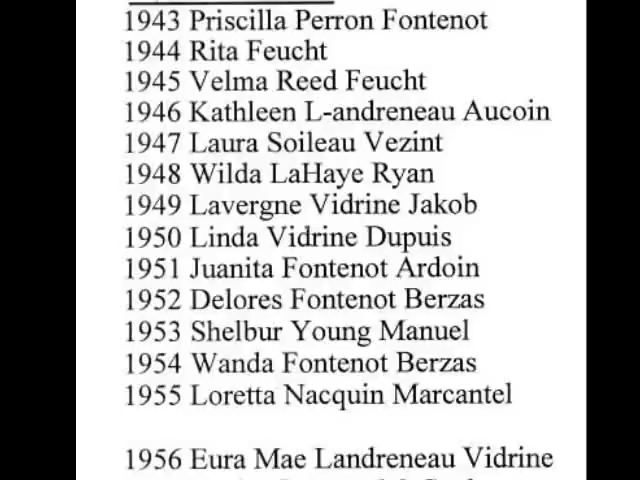 1943 Priscilla Perron Fontenot
1944 Rita Feucht
1945 Velma Reed Feucht
1946 Kathleen L-andreneau Aucoin
1947 Laura Soileau Vezint
1948 Wilda LaHaye Ryan
1949 Lavergne Vidrine Jakob
1950 Linda Vidrine Dupuis
1951 Juanita Fontenot Ardoin
1952 Delores Fontenot Berzas
1953 Shelbur Young Manuel
1954 Wanda Fontenot Berzas
1955 Loretta Nacquin Marcantel
1956 Eura Mae Landreneau Vidrine